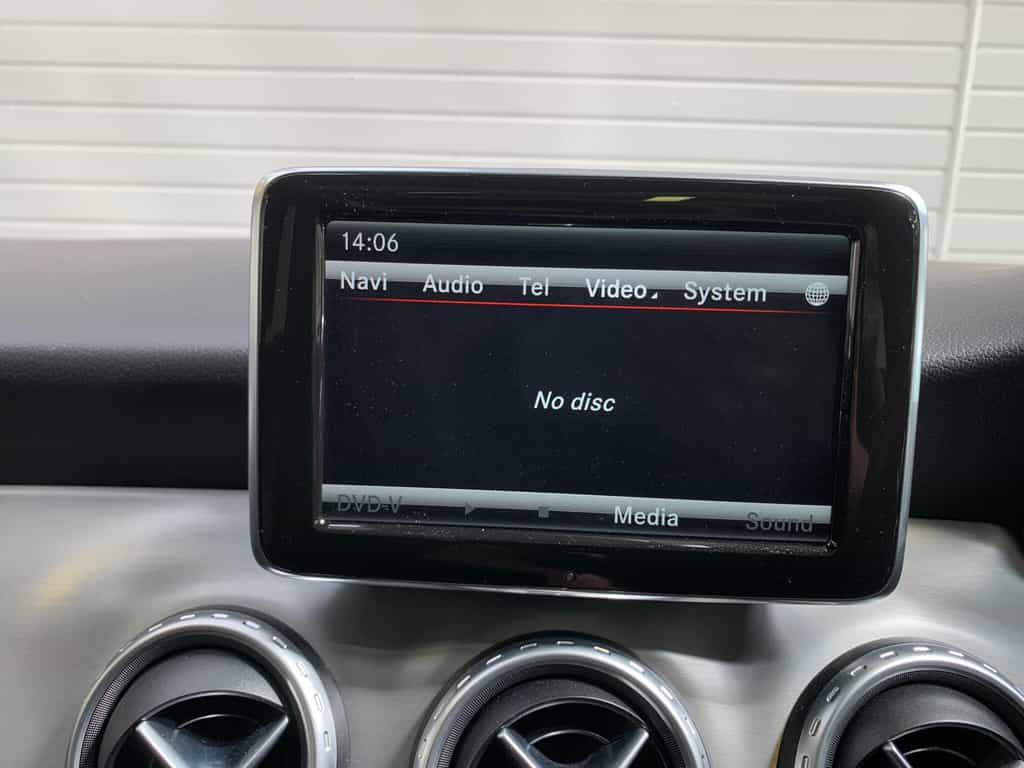 14:06
Navi Audio Tel Video System
No disc
DVD-V Media Sound